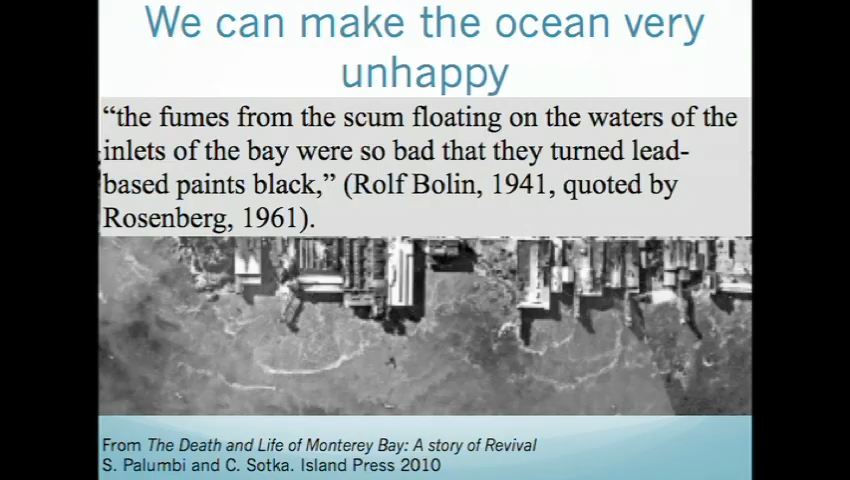 We can make the ocean very
unhappy
“the fumes from the scum floating on the waters of the
inlets of the bay were so bad that they turned lead-
based paints black,” (Rolf Bolin, 1941, quoted by
Rosenberg, 1961).
From The Death and Life of Monterey Bay: A story of Revival
S. Palumbi and C. Sotka. Island Press 2010